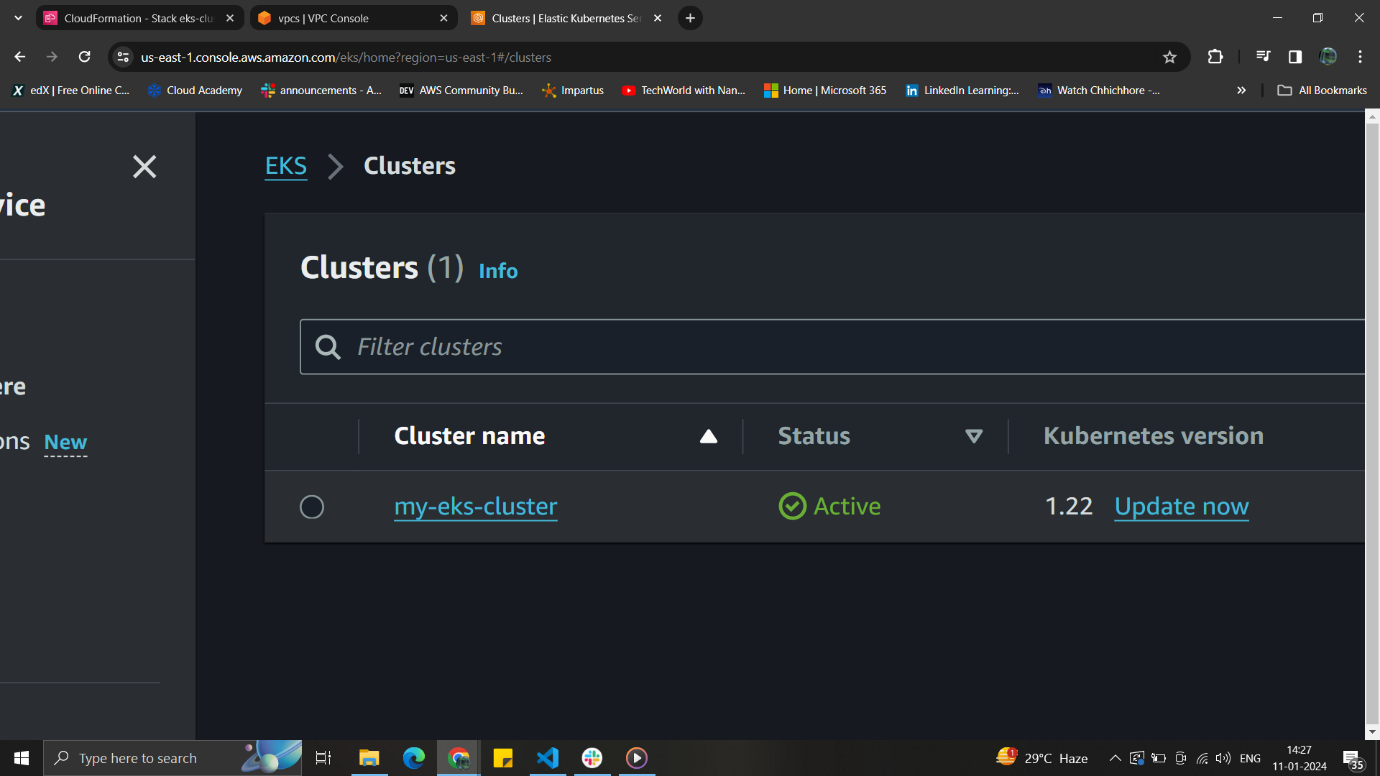 CloudFormation - Stack eks-clus
vpcs | VPC Console
Clusters | Elastic Kubernetes Ser
us-east-1.console.aws.amazon.com/eks/home?region=us-east-1#/clusters
edX | Free Online C...
Cloud Academy
announcements - A...
DEV AWS Community Bu...
Impartus
TechWorld with Nan...
Home | Microsoft 365
LinkedIn Learning:...
Watch Chhichhore -...
All Bookmarks
EKS Clusters
vice
Clusters (1) Info
Filter clusters
ere
ons New
Cluster name Status Kubernetes version
my-eks-cluster Active 1.22 Update now
Type here to search
1
29°C Haze
ENG
14:27
11-01-2024
35